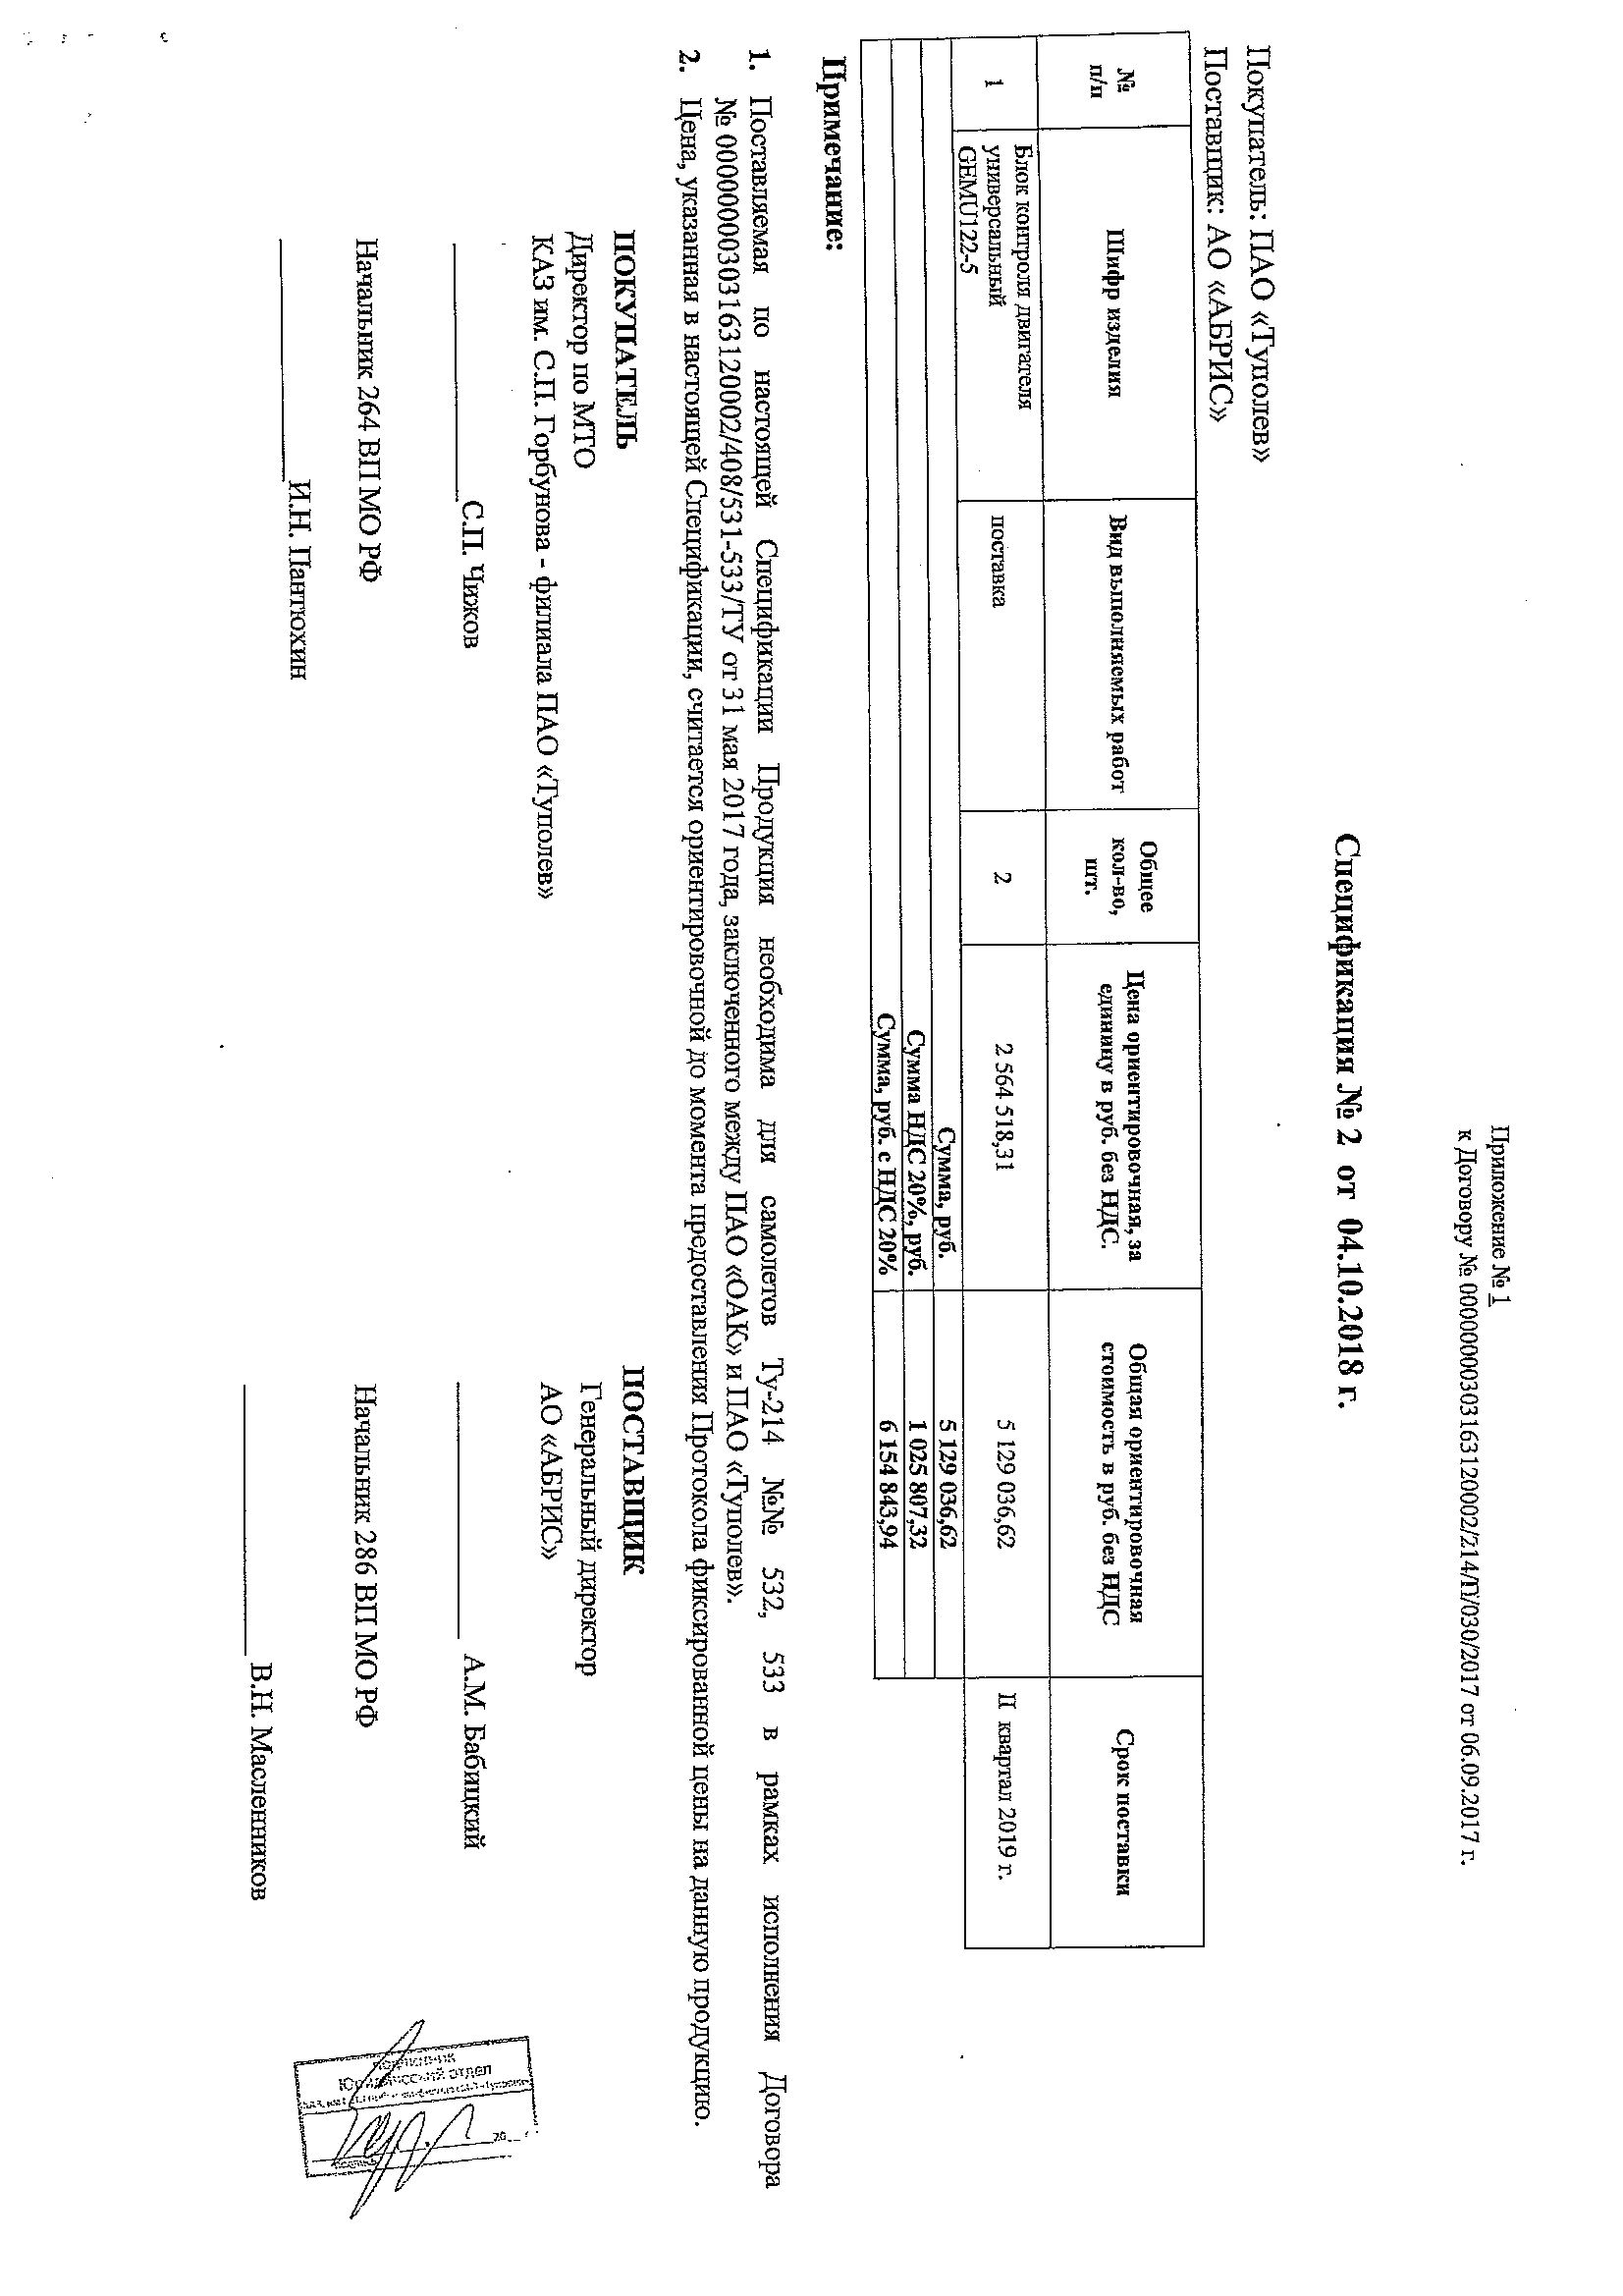 Приложение № 1
к Договору № 00000003031631​20002/214/П/030/2017 от 06.09.2017 г.
Спецификация № 2 от 04.10.2018 г.
Покупатель: ПАО «Туполев»
Поставщик: АО «АБРИС»
№ п/п
Шифр изделия
Вид выполняемых работ
Общее кол-во, шт.
Цена ориентировочная, за единицу в руб. без НДС.
Общая ориентировочная стоимость в руб. без НДС
Срок поставки
1
Блок контроля двигателя
универсальный
GEMU122-5
поставка
2
2 564 518,31
5 129 036,62
II квартал 2019 г.
Сумма, руб. 5 129 036,62
Сумма НДС 20%, руб. 1 025 807,32
Сумма, руб. с НДС 20% 6 154 843,94
Примечание:
1. Поставляемая по настоящей Спецификации Продукция необходима для самолетов Ту-214 №№ 532, 533 в рамках исполнения Договора
№ 0000000303163120002/408/531-533/ТУ от 31 мая 2017 года, заключенного между ПАО «ОАК» и ПАО «Туполев».
2. Цена, указанная в настоящей Спецификации, считается ориентировочной до момента предоставления Протокола фиксированной цены на данную продукцию.
ПОКУПАТЕЛЬ
Директор по МТО
КАЗ им. С.П. Горбунова - филиала ПАО «Туполев»
С.П. Чижов
Начальник 264 ВП МО РФ
И.Н. Пантюхин
ПОСТАВЩИК
Генеральный директор
АО «АБРИС»
А.М. Бабицкий
Начальник 286 ВП МО РФ
В.Н. Масленников
Юридический отдел
20